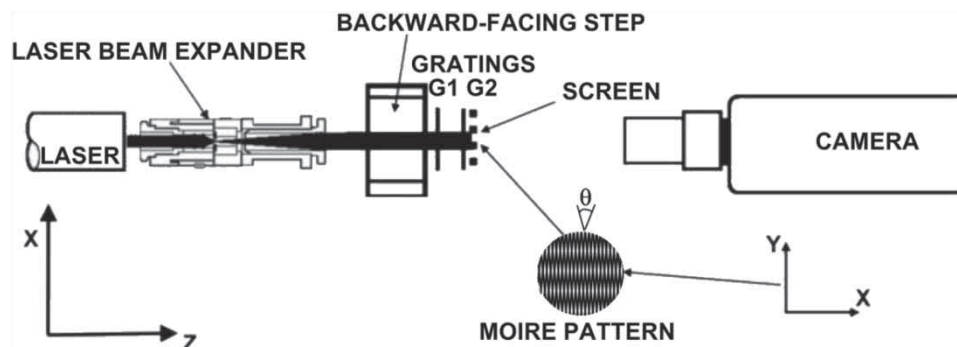 BACKWARD-FACING STEP
LASER BEAM EXPANDER
GRATINGS
G1 G2
SCREEN
LASER
CAMERA
X
Z
θ
Y
X
MOIRE PATTERN